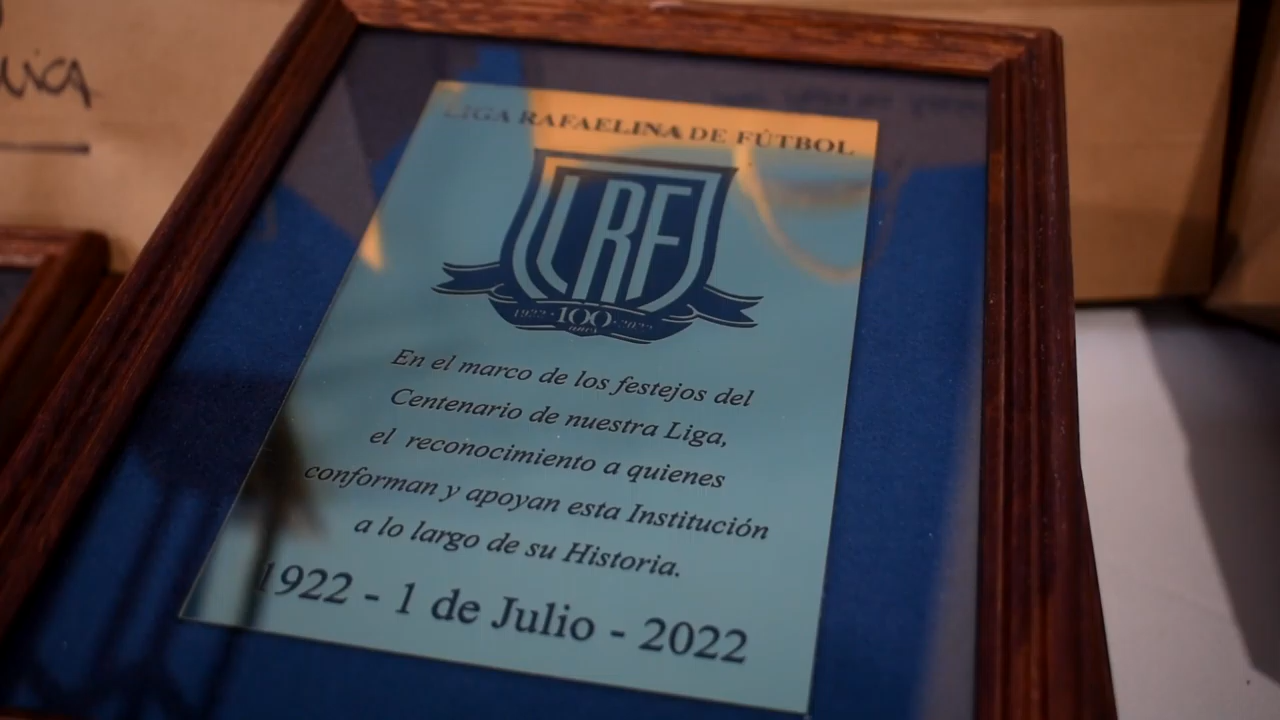 LIGA RAFAELINA DE FÚTBOL
LRF
1922 · 100 · 2022
años
En el marco de los festejos del
Centenario de nuestra Liga,
el reconocimiento a quienes
conforman y apoyan esta Institución
a lo largo de su Historia.
1922 - 1 de Julio - 2022